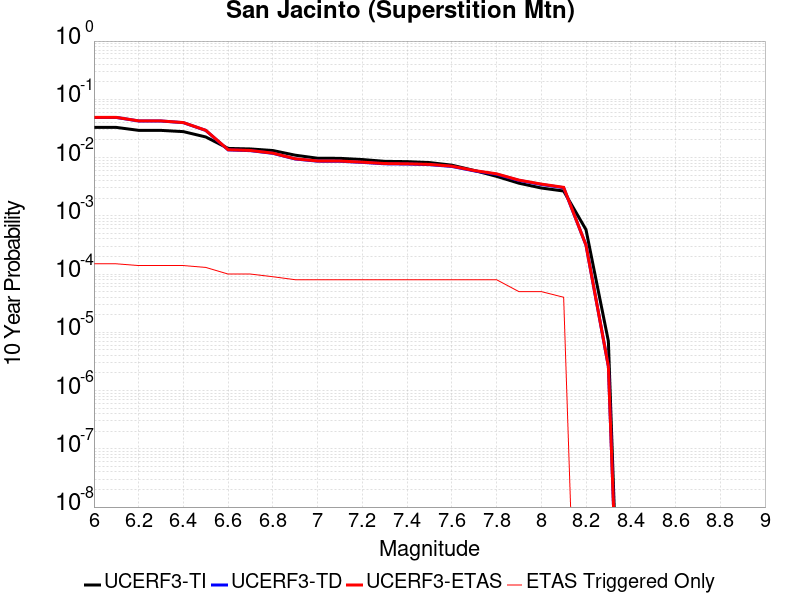 San Jacinto (Superstition Mtn)
10 0
10 -1
10 -2
10 -3
10 -4
10 -5
10 -6
10 -7
10 -8
10 Year Probability
6 6.2 6.4 6.6 6.8 7 7.2 7.4 7.6 7.8 8 8.2 8.4 8.6 8.8 9
Magnitude
UCERF3-TI UCERF3-TD UCERF3-ETAS ETAS Triggered Only